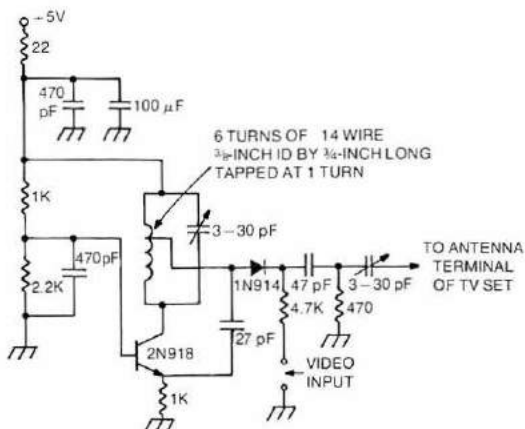 +5V
22
470
pF
100 µF
6 TURNS OF 14 WIRE
3/8-INCH ID BY 3/4-INCH LONG
TAPPED AT 1 TURN
1K
3–30 pF
2.2K
470pF
1N914
47 pF
3–30 pF
TO ANTENNA
TERMINAL
OF TV SET
4.7K
470
27 pF
2N918
VIDEO
INPUT
1K